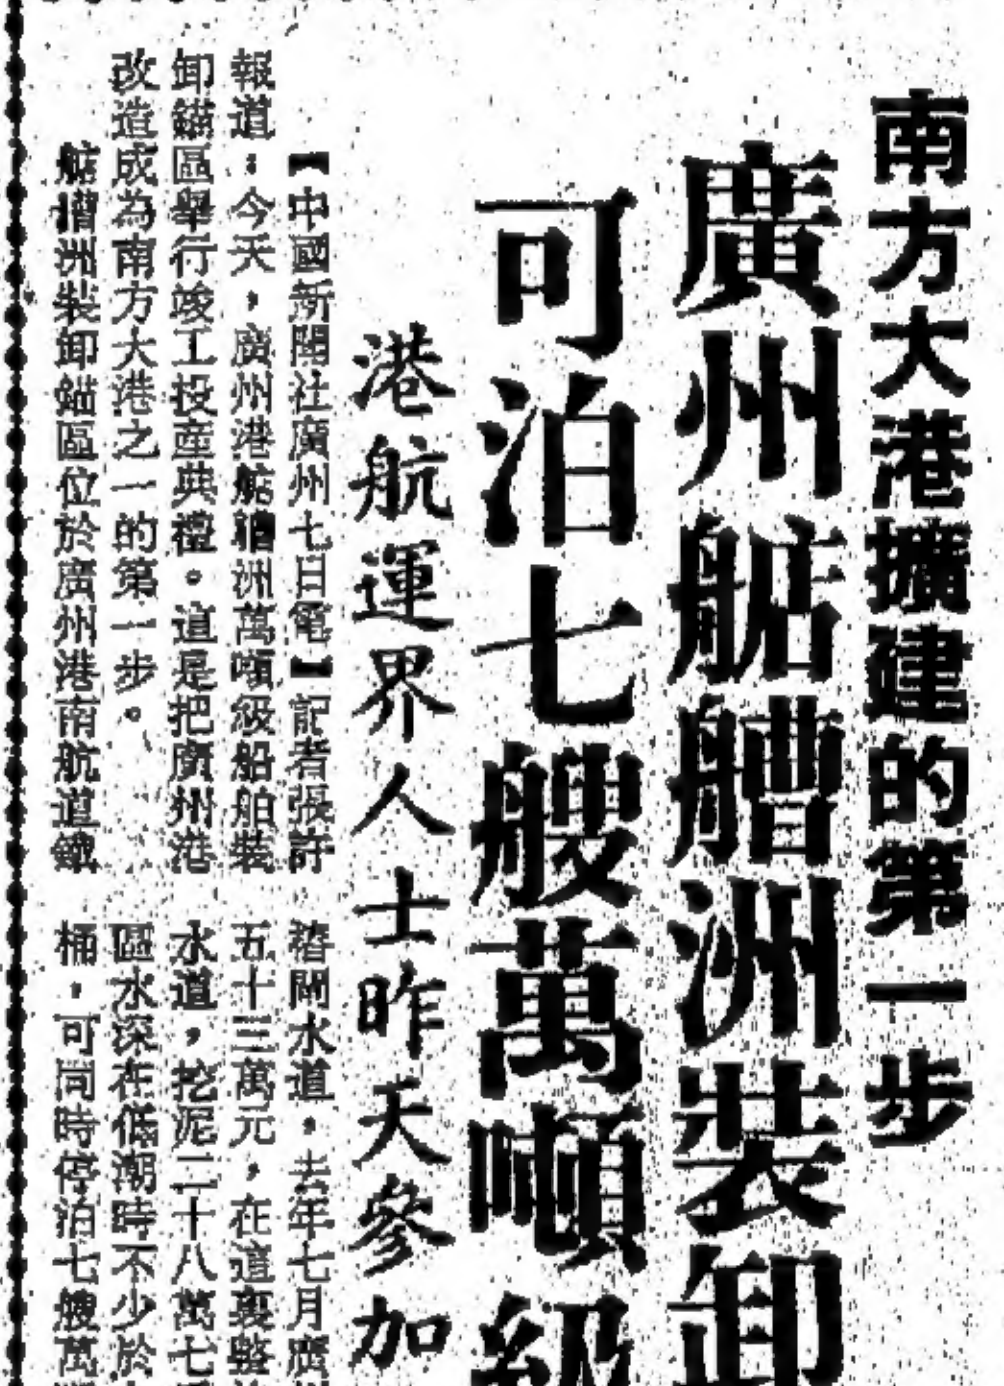 南方大港擴建的第一步
廣州䑩艚洲裝卸
可泊七艘萬噸級
港航運界人士昨天參加
【中國新聞社廣州七日電】記者張許
報道：今天，廣州港䑩艚洲萬噸級船舶裝
卸錨區舉行竣工投産典禮。這是把廣州港
改造成為南方大港之一的第一步。
䑩艚洲裝卸錨區位於廣州港南航道
水道。去年七月廣
五十三萬元，在這裏整
水道，挖泥二十八萬七
區水深在低潮時不少於
桶，可同時停泊七艘萬